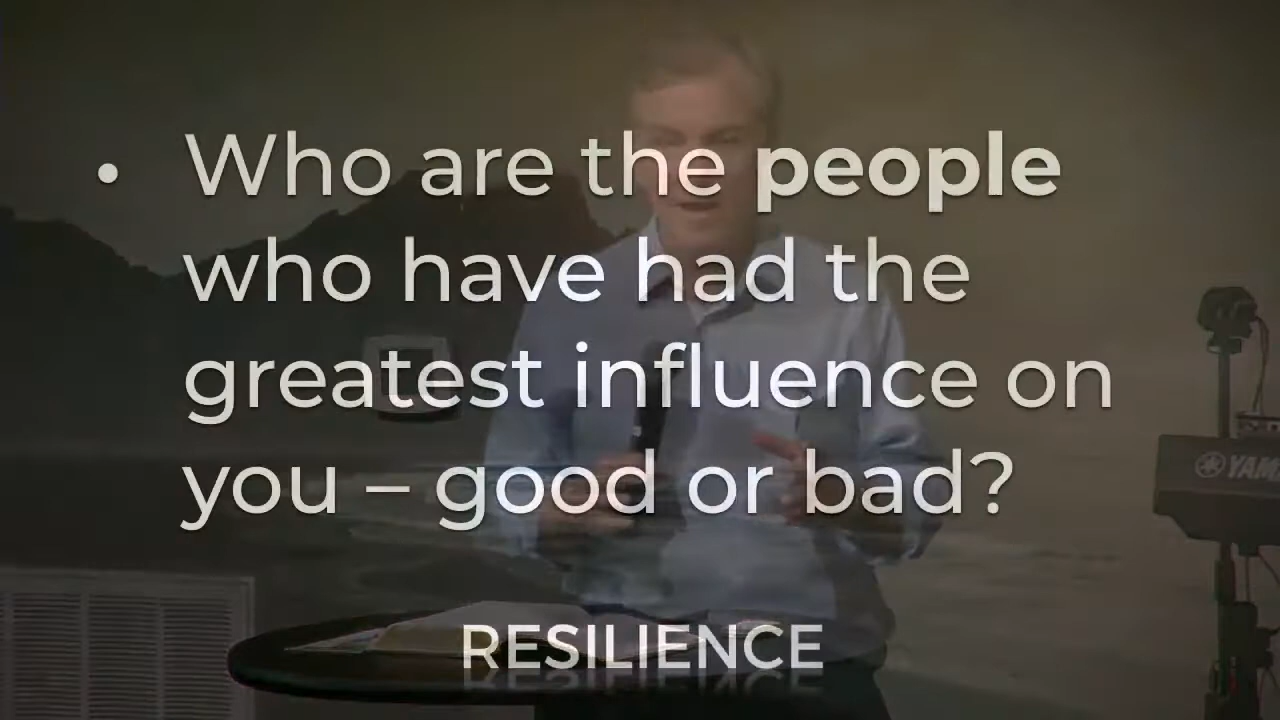 • Who are the people
who have had the
greatest influence on
you – good or bad?
RESILIENCE